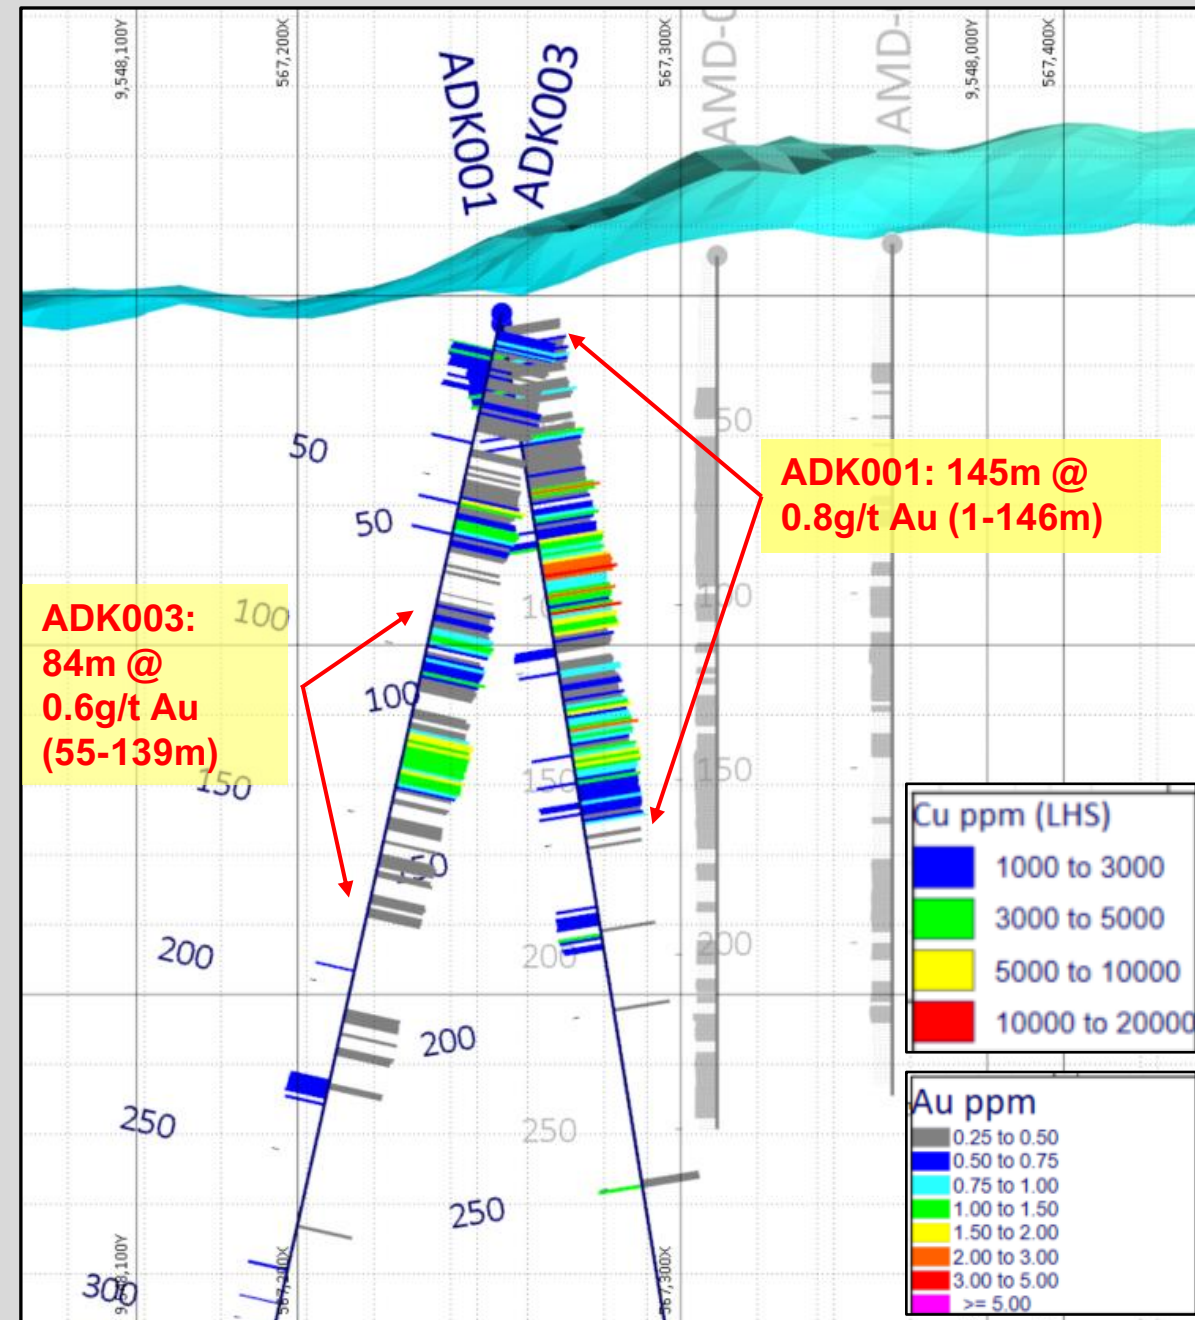 9,548,100Y
567,200X
567,300X
9,548,000Y
567,400X
ADK001
ADK003
AMD-
50
50
50
100
100
100
150
150
150
200
200
200
200
250
250
250
300
ADK001: 145m @
0.8g/t Au (1-146m)
ADK003:
84m @
0.6g/t Au
(55-139m)
Cu ppm (LHS)
1000 to 3000
3000 to 5000
5000 to 10000
10000 to 20000
Au ppm
0.25 to 0.50
0.50 to 0.75
0.75 to 1.00
1.00 to 1.50
1.50 to 2.00
2.00 to 3.00
3.00 to 5.00
>= 5.00
567,300X